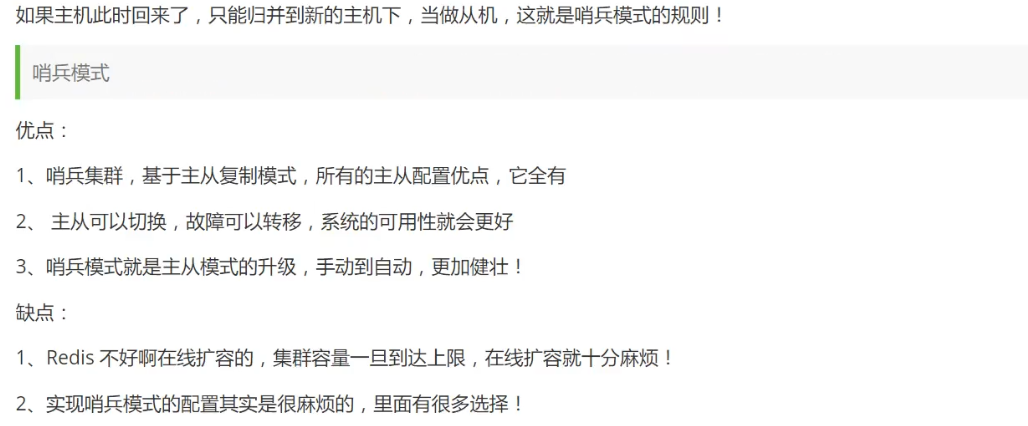 如果主机此时回来了，只能归并到新的主机下，当做从机，这就是哨兵模式的规则！
哨兵模式
优点：
1、哨兵集群，基于主从复制模式，所有的主从配置优点，它全有
2、 主从可以切换，故障可以转移，系统的可用性就会更好
3、哨兵模式就是主从模式的升级，手动到自动，更加健壮！
缺点：
1、Redis 不好啊在线扩容的，集群容量一旦到达上限，在线扩容就十分麻烦！
2、实现哨兵模式的配置其实是很麻烦的，里面有很多选择！